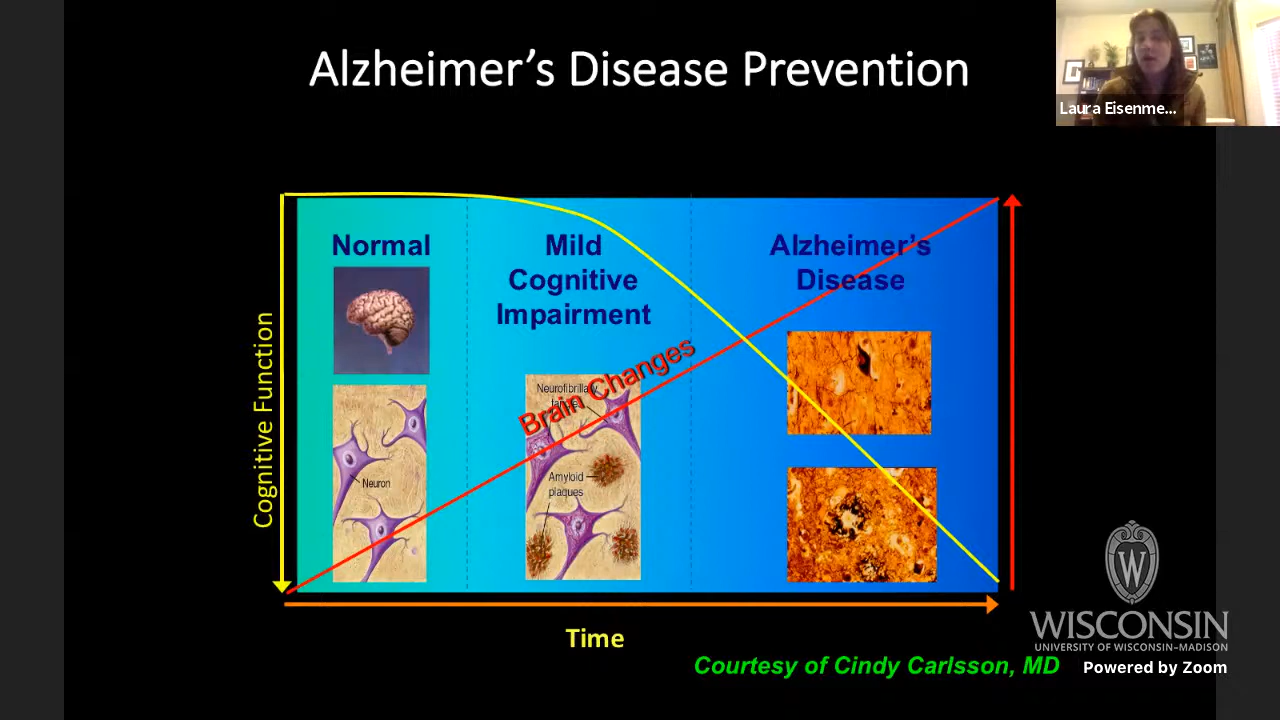 Alzheimer's Disease Prevention
Laura Eisenme...
Normal
Mild
Cognitive
Impairment
Alzheimer's
Disease
Brain Changes
Neurofibrillary
Amyloid
plaques
Neuron
Cognitive Function
Time
W
WISCONSIN
UNIVERSITY OF WISCONSIN–MADISON
Courtesy of Cindy Carlsson, MD
Powered by Zoom